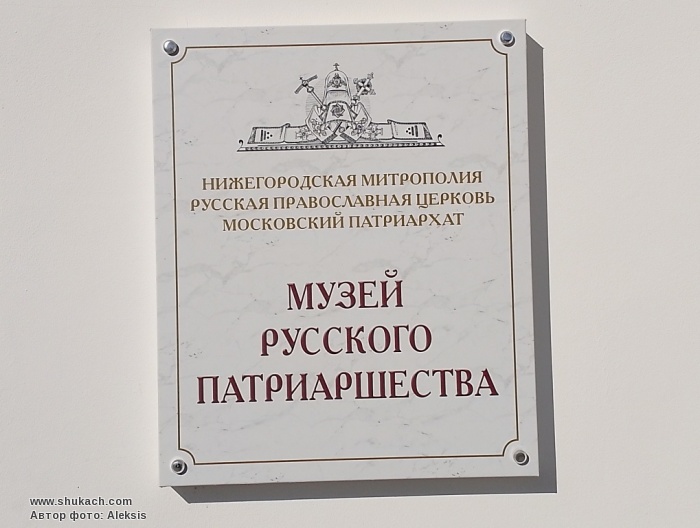 НИЖЕГОРОДСКАЯ МИТРОПОЛИЯ
РУССКАЯ ПРАВОСЛАВНАЯ ЦЕРКОВЬ
МОСКОВСКИЙ ПАТРИАРХАТ
МУЗЕЙ
РУССКОГО
ПАТРИАРШЕСТВА
www.shukach.com
Автор фото: Aleksis